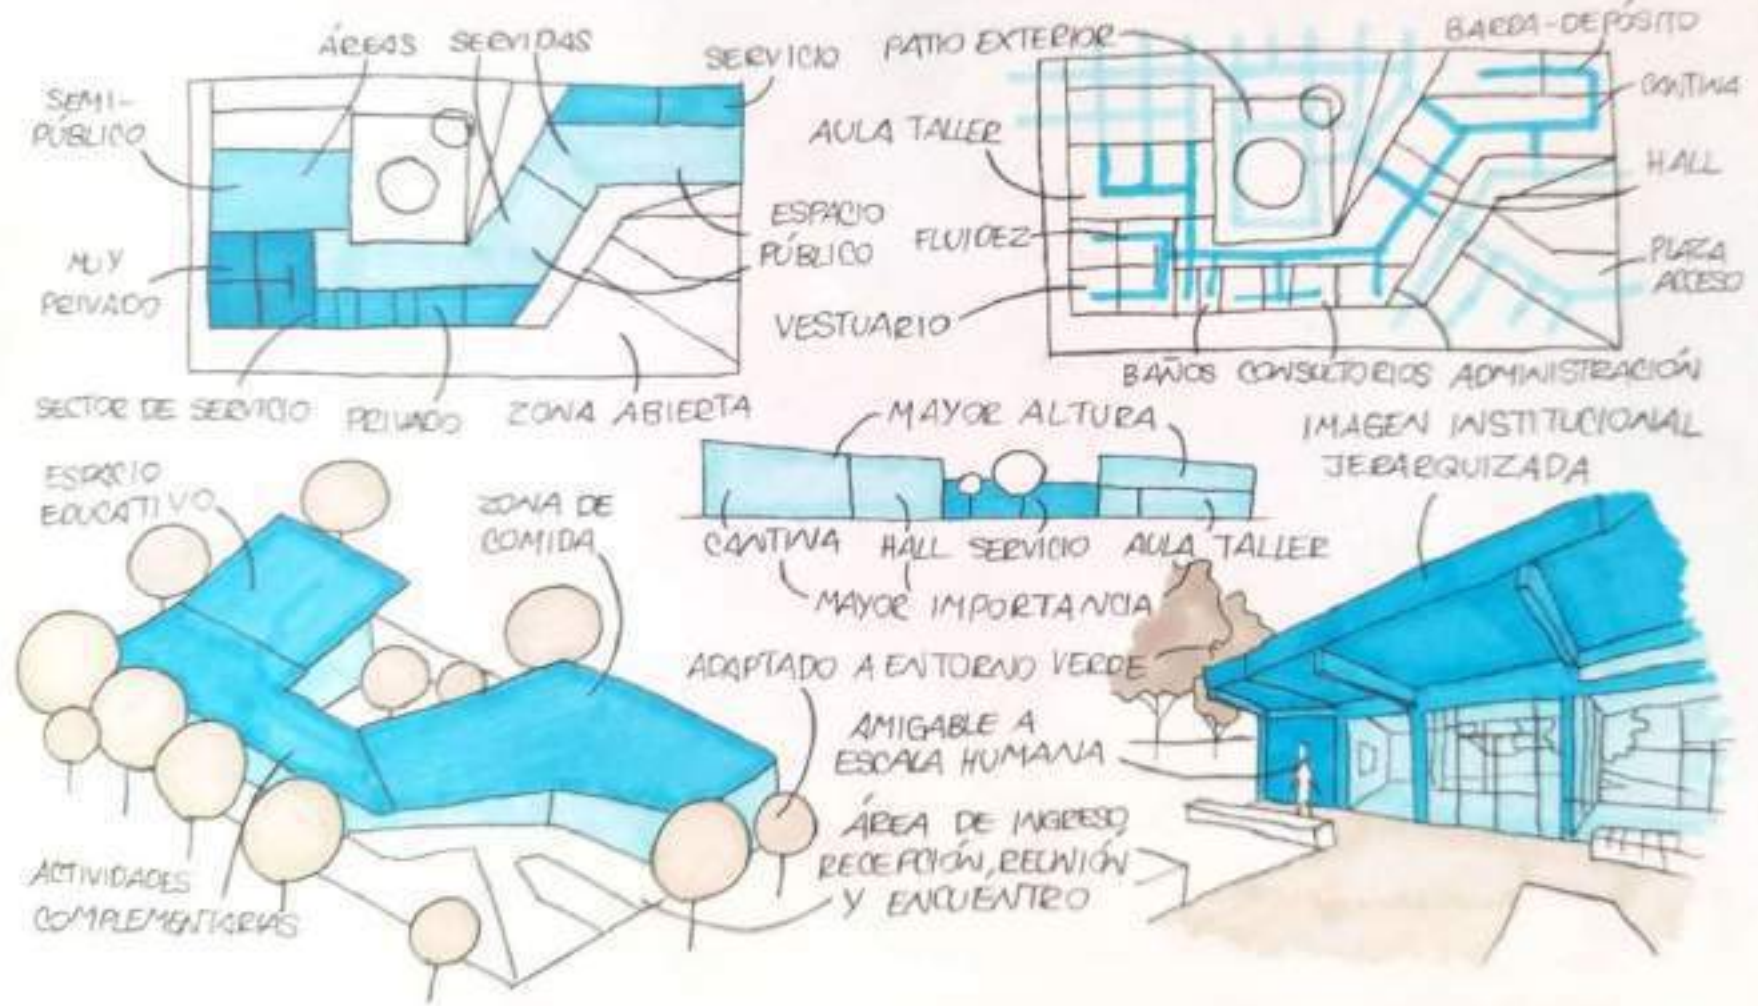 ÁREAS SERVIDAS
SERVICIO
SEMI-
PÚBLICO
MUY
PRIVADO
ESPACIO
PÚBLICO
SECTOR DE SERVICIO
PRIVADO
ZONA ABIERTA
PATIO EXTERIOR
BARRA-DEPÓSITO
CANTINA
AULA TALLER
HALL
FLUIDEZ
PLAZA
ACCESO
VESTUARIO
BAÑOS CONSULTORIOS ADMINISTRACIÓN
MAYOR ALTURA
CANTINA HALL SERVICIO AULA TALLER
MAYOR IMPORTANCIA
IMAGEN INSTITUCIONAL
JERARQUIZADA
ESPACIO
EDUCATIVO
ZONA DE
COMIDA
ADAPTADO A ENTORNO VERDE
AMIGABLE A
ESCALA HUMANA
ÁREA DE INGRESO,
RECEPCIÓN, REUNIÓN
Y ENCUENTRO
ACTIVIDADES
COMPLEMENTARIAS